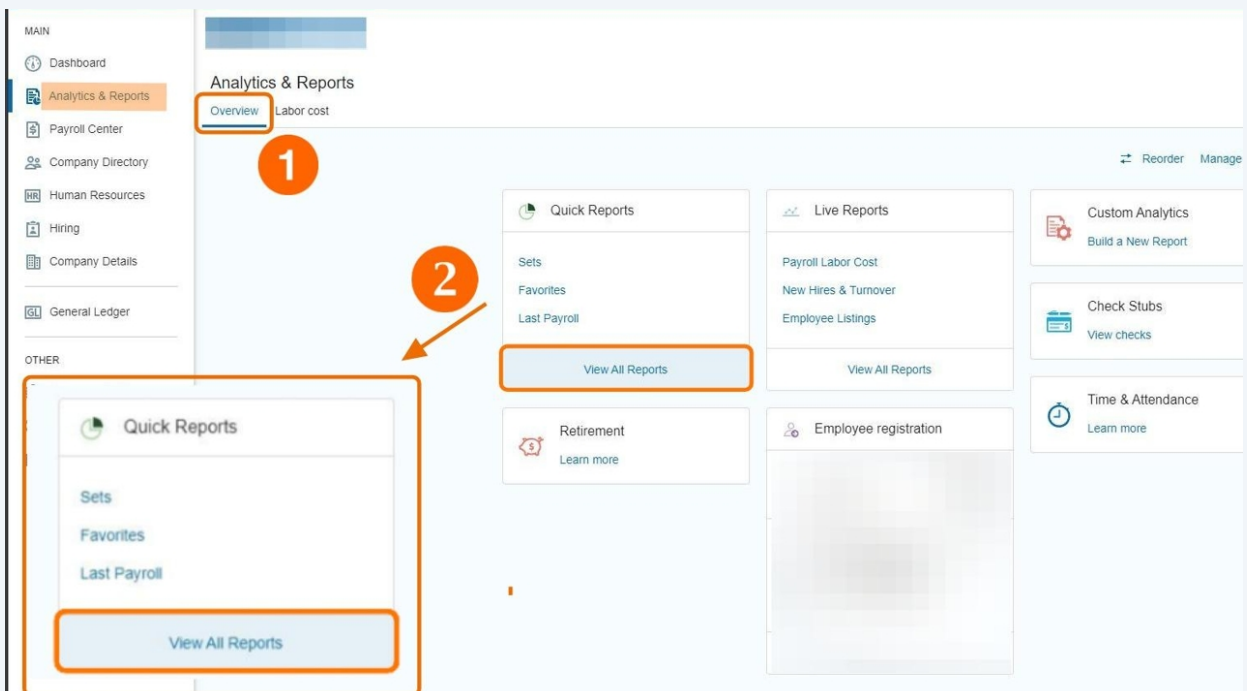 MAIN
Dashboard
Analytics & Reports
Payroll Center
Company Directory
HR Human Resources
Hiring
Company Details
GL General Ledger
OTHER
Analytics & Reports
Overview Labor cost
1
Reorder Manage
2
Quick Reports
Sets
Favorites
Last Payroll
View All Reports
Live Reports
Payroll Labor Cost
New Hires & Turnover
Employee Listings
View All Reports
Custom Analytics
Build a New Report
Check Stubs
View checks
Time & Attendance
Learn more
Retirement
Learn more
Employee registration
Quick Reports
Sets
Favorites
Last Payroll
View All Reports